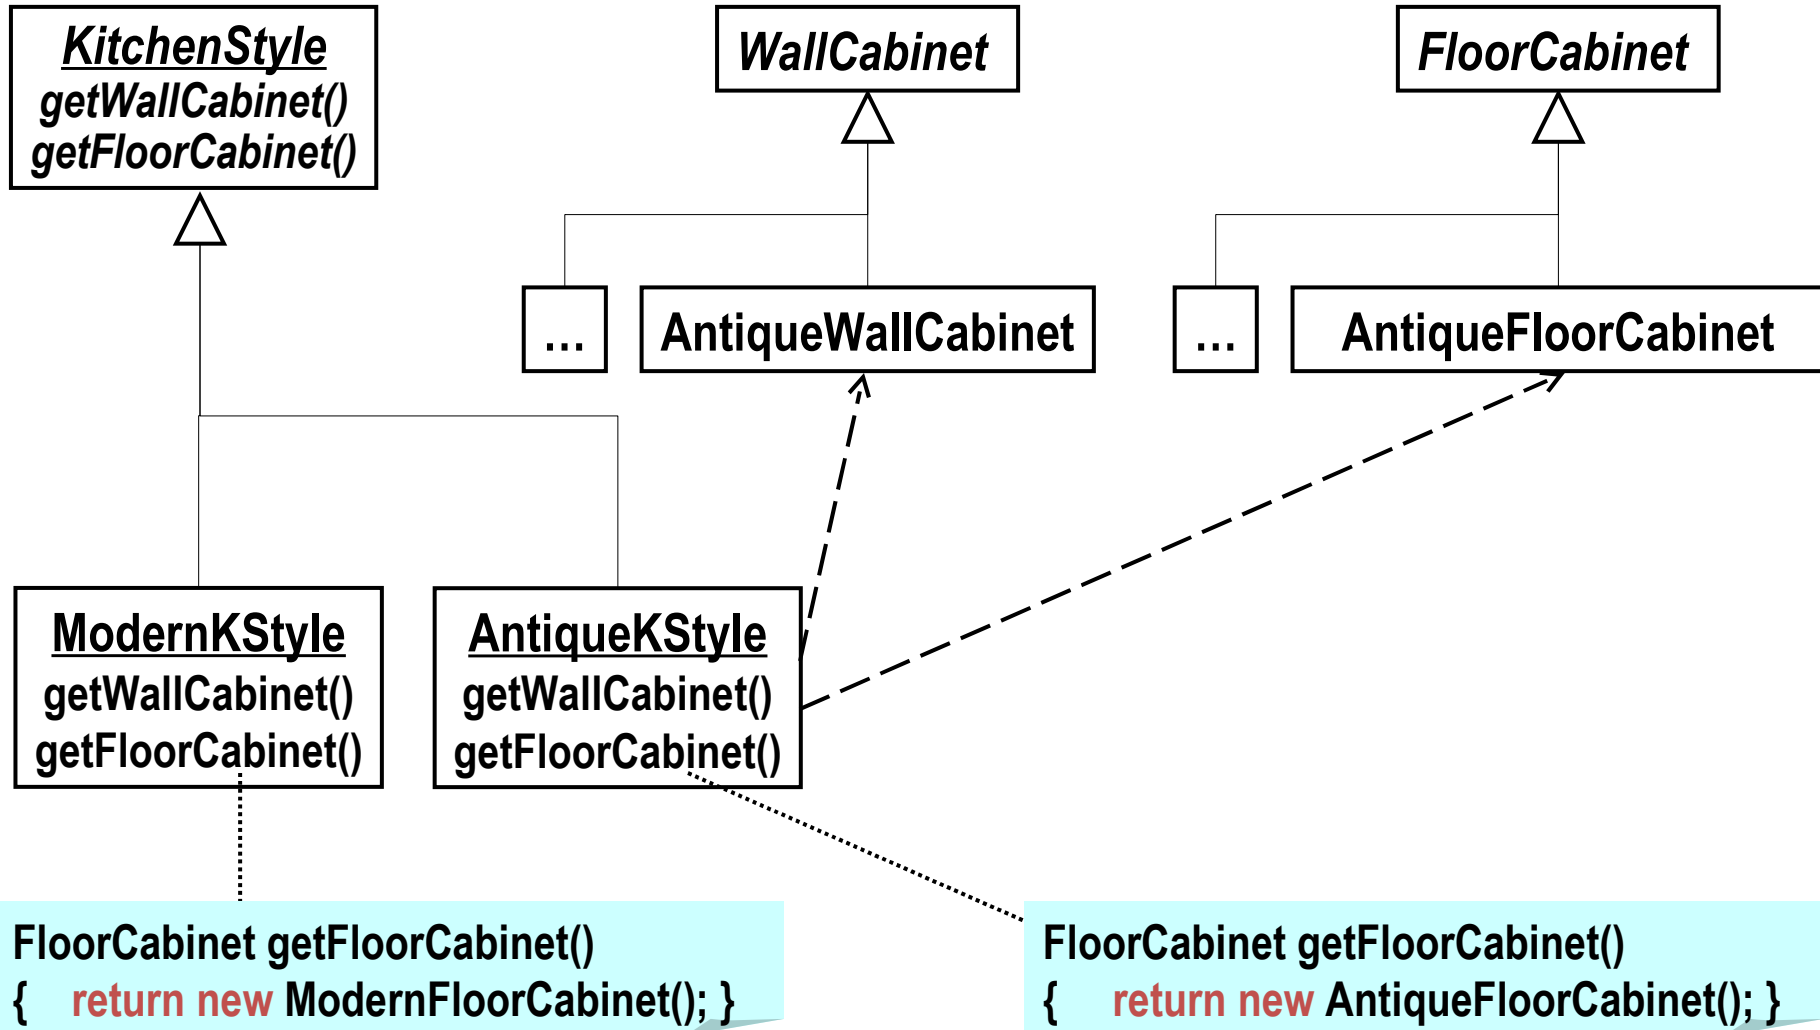 KitchenStyle
getWallCabinet()
getFloorCabinet()
WallCabinet
FloorCabinet
...
AntiqueWallCabinet
...
AntiqueFloorCabinet
ModernKStyle
getWallCabinet()
getFloorCabinet()
AntiqueKStyle
getWallCabinet()
getFloorCabinet()
FloorCabinet getFloorCabinet()
{ return new ModernFloorCabinet(); }
FloorCabinet getFloorCabinet()
{ return new AntiqueFloorCabinet(); }